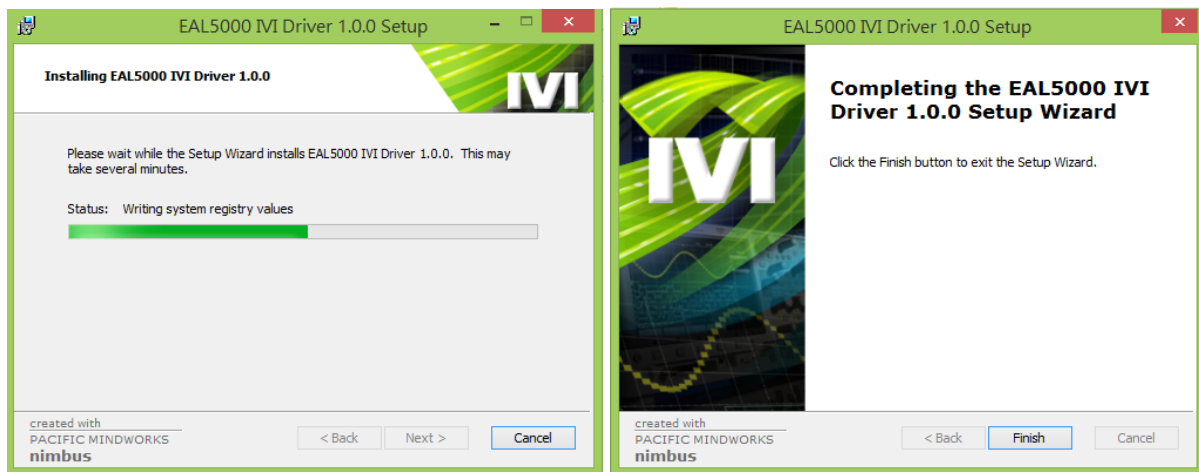 EAL5000 IVI Driver 1.0.0 Setup
Installing EAL5000 IVI Driver 1.0.0
IVI
Please wait while the Setup Wizard installs EAL5000 IVI Driver 1.0.0. This may
take several minutes.
Status: Writing system registry values
created with
PACIFIC MINDWORKS
nimbus
< Back
Next >
Cancel
EAL5000 IVI Driver 1.0.0 Setup
IVI
Completing the EAL5000 IVI
Driver 1.0.0 Setup Wizard
Click the Finish button to exit the Setup Wizard.
created with
PACIFIC MINDWORKS
nimbus
< Back
Finish
Cancel